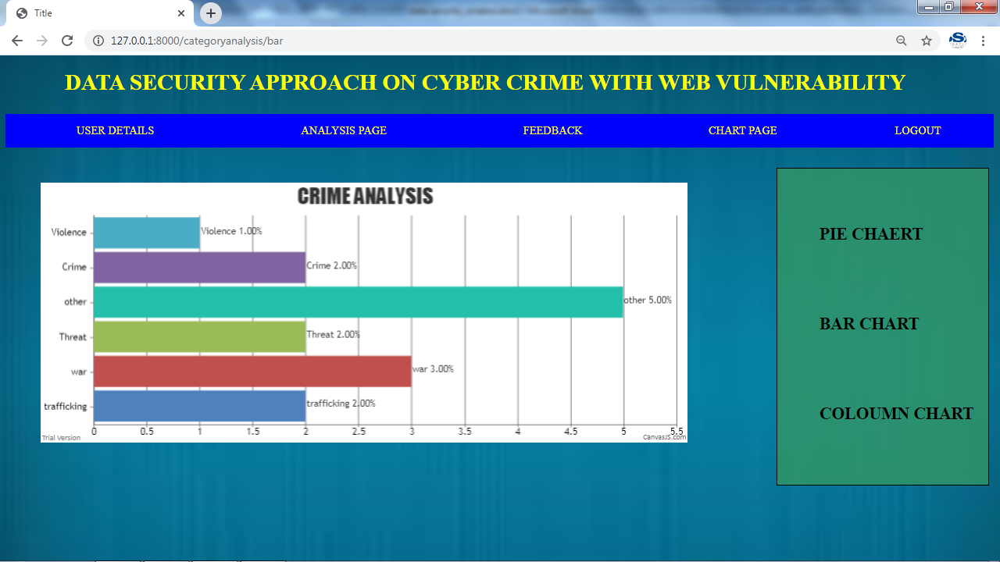 Title
127.0.0.1:8000/categoryanalysis/bar
DATA SECURITY APPROACH ON CYBER CRIME WITH WEB VULNERABILITY
USER DETAILS ANALYSIS PAGE FEEDBACK CHART PAGE LOGOUT
CRIME ANALYSIS
Violence Violence 1.00%
Crime Crime 2.00%
other other 5.00%
Threat Threat 2.00%
war war 3.00%
trafficking trafficking 2.00%
0 0.5 1 1.5 2 2.5 3 3.5 4 4.5 5 5.5
Trial Version CanvasJS.com
PIE CHAERT
BAR CHART
COLOUMN CHART